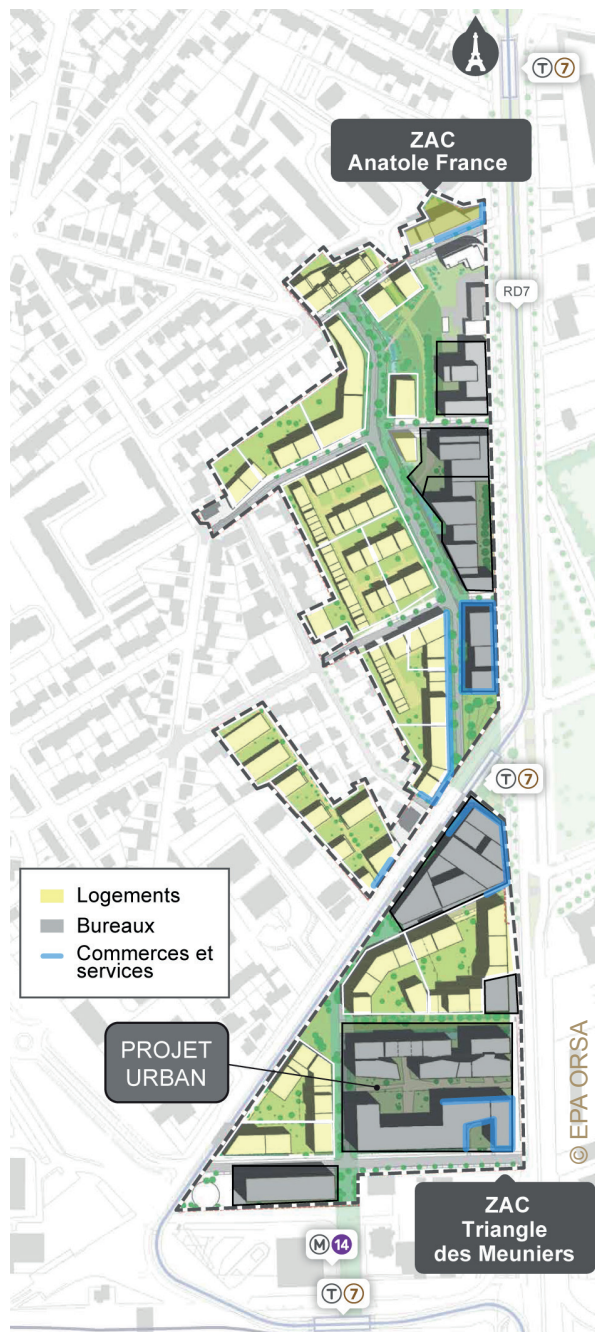 T 7
ZAC
Anatole France
RD7
T 7
Logements
Bureaux
Commerces et
services
PROJET
URBAN
© EPA ORSA
ZAC
Triangle
des Meuniers
M 14
T 7